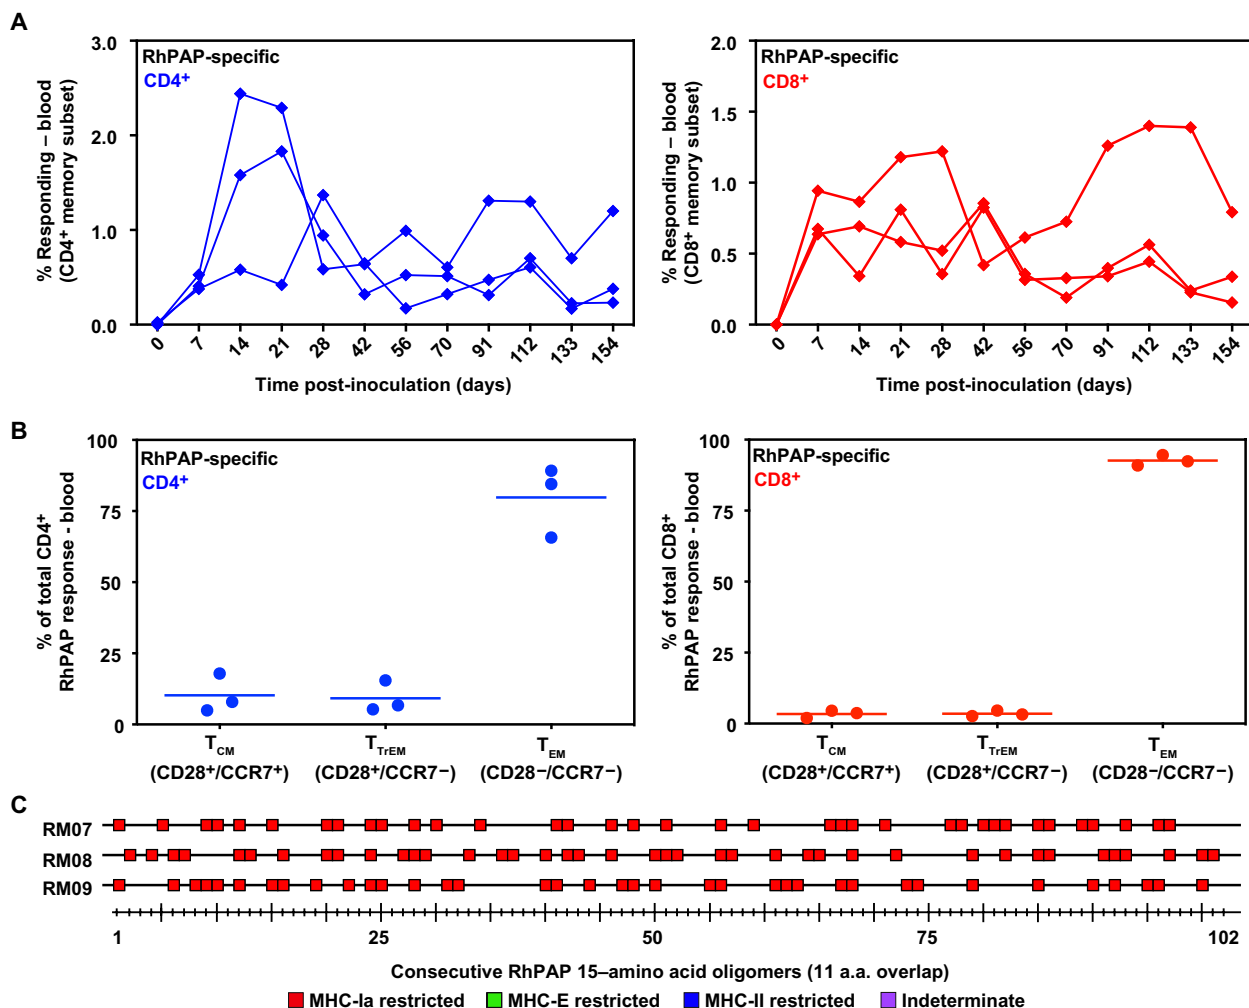 A
RhPAP-specific
CD4+
% Responding – blood
(CD4+ memory subset)
3.0
2.0
1.0
0.0
0 7 14 21 28 42 56 70 91 112 133 154
Time post-inoculation (days)
RhPAP-specific
CD8+
% Responding – blood
(CD8+ memory subset)
2.0
1.5
1.0
0.5
0.0
0 7 14 21 28 42 56 70 91 112 133 154
Time post-inoculation (days)
B
RhPAP-specific
CD4+
% of total CD4+
RhPAP response - blood
100
75
50
25
0
TCM TTrEM TEM
(CD28+/CCR7+) (CD28+/CCR7−) (CD28−/CCR7−)
RhPAP-specific
CD8+
% of total CD8+
RhPAP response - blood
100
75
50
25
0
TCM TTrEM TEM
(CD28+/CCR7+) (CD28+/CCR7−) (CD28−/CCR7−)
C
RM07
RM08
RM09
1 25 50 75 102
Consecutive RhPAP 15–amino acid oligomers (11 a.a. overlap)
MHC-Ia restricted MHC-E restricted MHC-II restricted Indeterminate